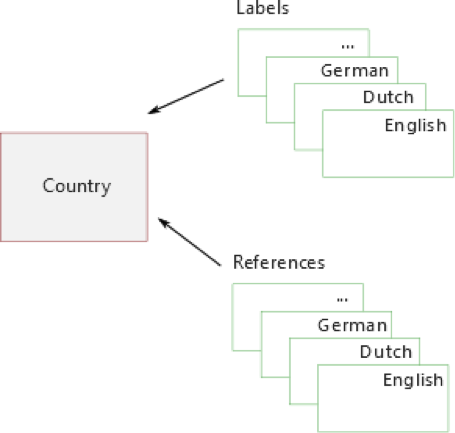 Labels
...
German
Dutch
English
Country
References
...
German
Dutch
English